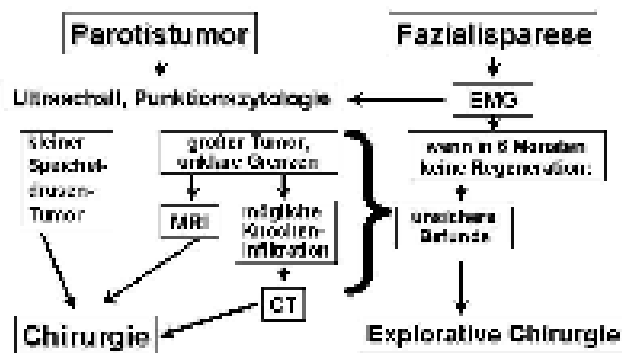 Parotistumor
Fazialisparese
Ultraschall, Punktionszytologie
EMG
kleiner
Speichel-
drüsen-
Tumor
großer Tumor,
unklare Grenzen
wenn in 6 Monaten
keine Regeneration:
MRI
mögliche
Knochen-
infiltration
unsichere
Befunde
CT
Chirurgie
Explorative Chirurgie